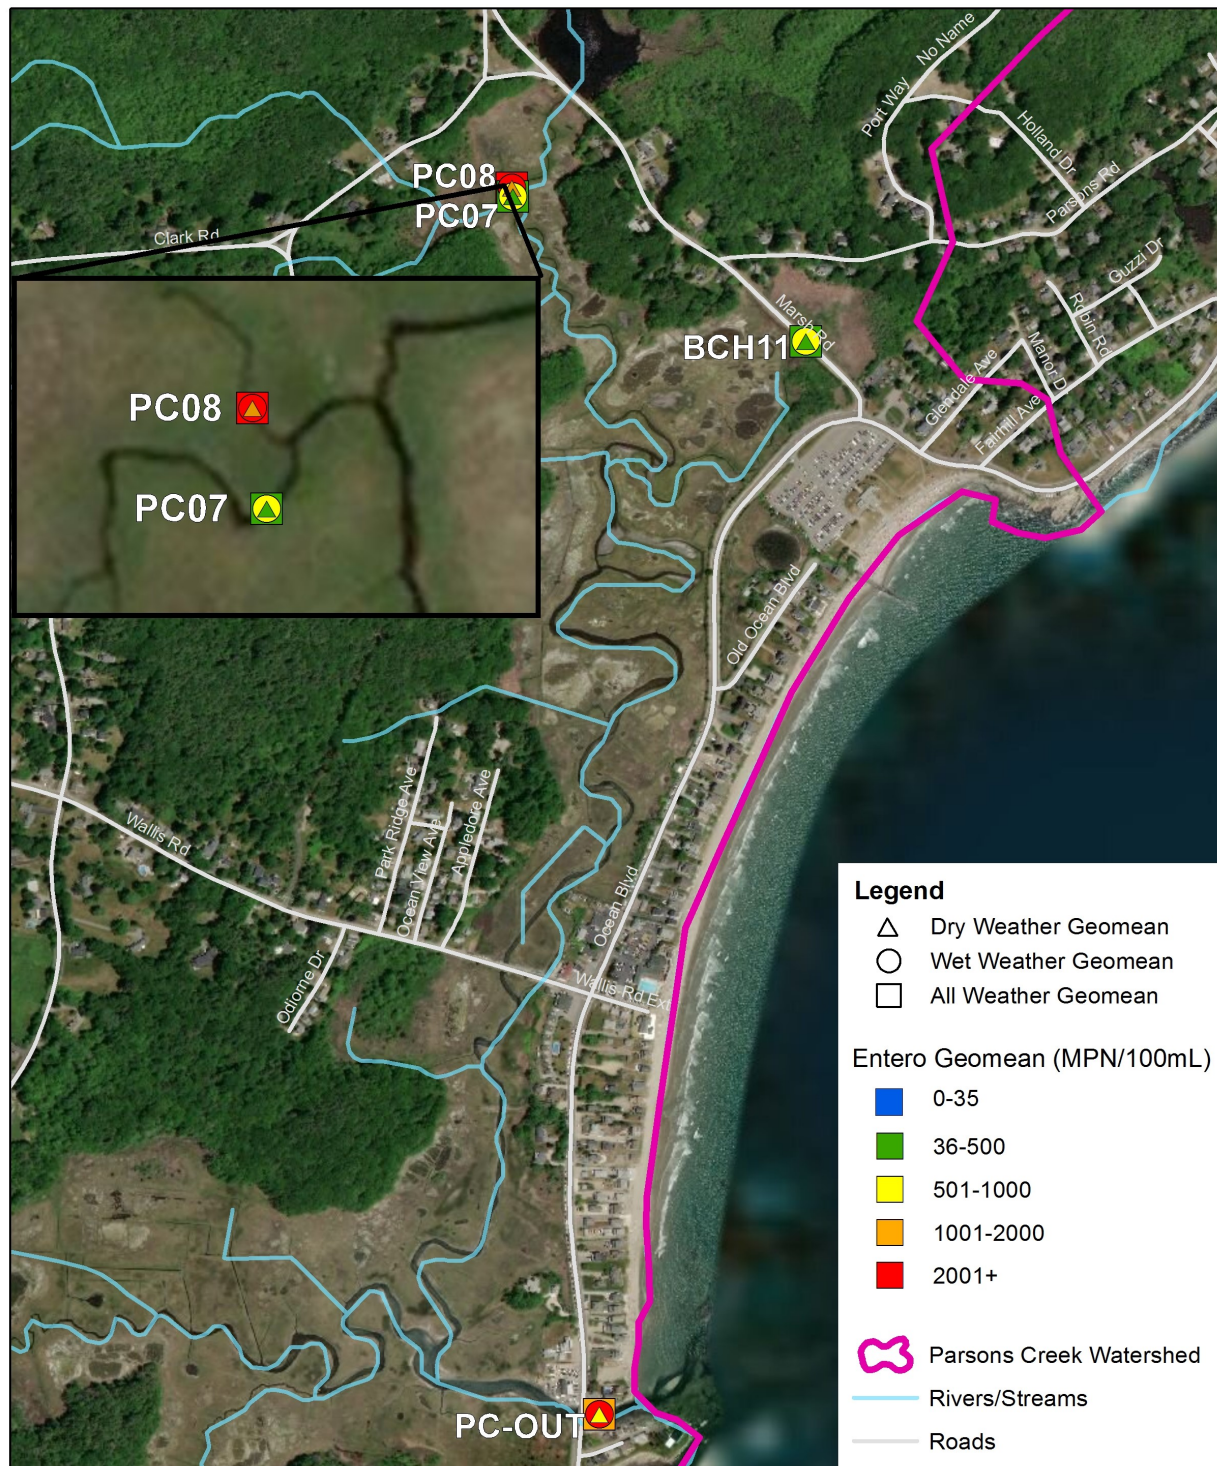 No Name
Port Way
Holland Dr
Parsons Rd
PC08
PC07
Clark Rd
Guzzi Dr
Robin Rd
Marsh Rd
BCH11
Manor D
Glendale Ave
Fairhill Ave
PC08
PC07
Old Ocean Blvd
Park Ridge Ave
Ocean View Ave
Appledore Ave
Wallis Rd
Ocean Blvd
Odiorne Dr
Wallis Rd Ext
PC-OUT
Legend
Dry Weather Geomean
Wet Weather Geomean
All Weather Geomean
Entero Geomean (MPN/100mL)
0-35
36-500
501-1000
1001-2000
2001+
Parsons Creek Watershed
Rivers/Streams
Roads